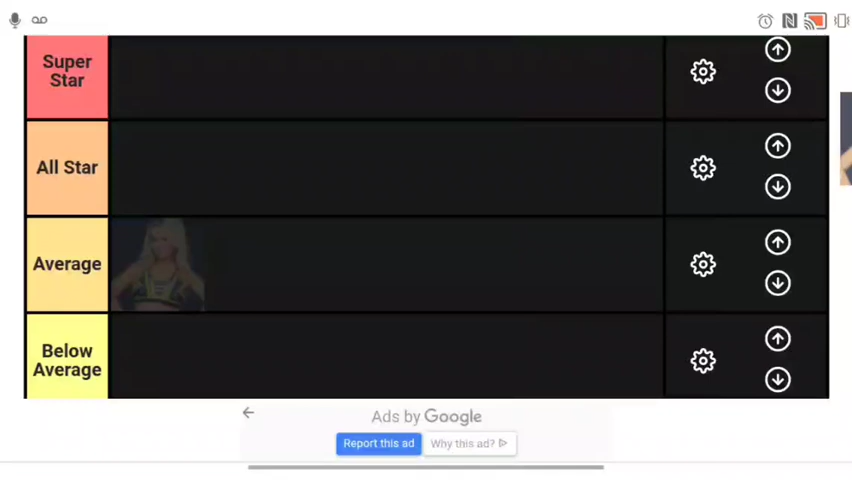 Super
Star
All Star
Average
Below
Average
Ads by Google
Report this ad
Why this ad?